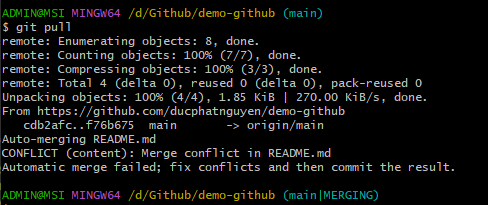 ADMIN@MSI MINGW64 /d/Github/demo-github (main)
$ git pull
remote: Enumerating objects: 8, done.
remote: Counting objects: 100% (7/7), done.
remote: Compressing objects: 100% (3/3), done.
remote: Total 4 (delta 0), reused 0 (delta 0), pack-reused 0
Unpacking objects: 100% (4/4), 1.85 KiB | 270.00 KiB/s, done.
From https://github.com/ducphatnguyen/demo-github
   cdb2afc..f76b675  main       -> origin/main
Auto-merging README.md
CONFLICT (content): Merge conflict in README.md
Automatic merge failed; fix conflicts and then commit the result.
ADMIN@MSI MINGW64 /d/Github/demo-github (main|MERGING)